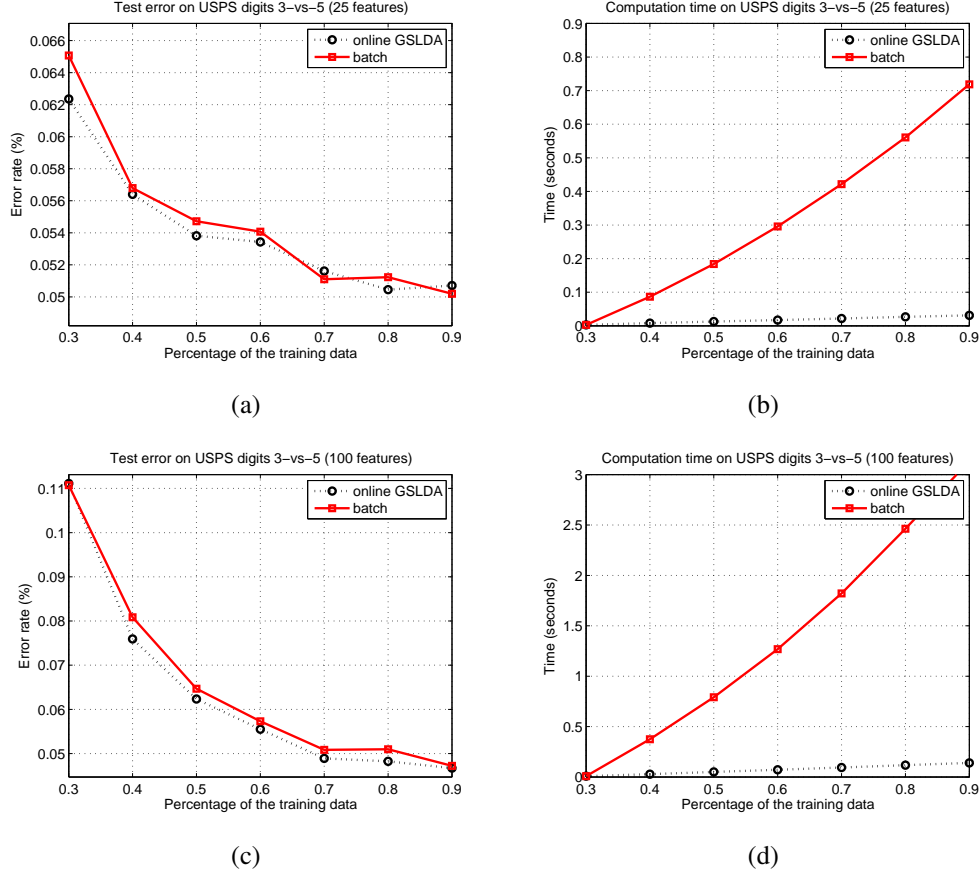 Test error on USPS digits 3−vs−5 (25 features)
0.066
0.064
0.062
0.06
0.058
0.056
0.054
0.052
0.05
Error rate (%)
online GSLDA
batch
0.3 0.4 0.5 0.6 0.7 0.8 0.9
Percentage of the training data
(a)
Computation time on USPS digits 3−vs−5 (25 features)
0.9
0.8
0.7
0.6
0.5
0.4
0.3
0.2
0.1
0
Time (seconds)
online GSLDA
batch
0.3 0.4 0.5 0.6 0.7 0.8 0.9
Percentage of the training data
(b)
Test error on USPS digits 3−vs−5 (100 features)
0.11
0.1
0.09
0.08
0.07
0.06
0.05
Error rate (%)
online GSLDA
batch
0.3 0.4 0.5 0.6 0.7 0.8 0.9
Percentage of the training data
(c)
Computation time on USPS digits 3−vs−5 (100 features)
3
2.5
2
1.5
1
0.5
0
Time (seconds)
online GSLDA
batch
0.3 0.4 0.5 0.6 0.7 0.8 0.9
Percentage of the training data
(d)